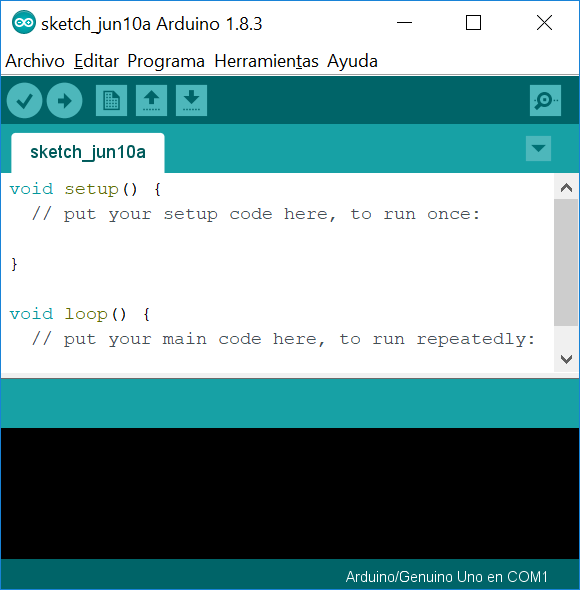 sketch_jun10a Arduino 1.8.3
Archivo Editar Programa Herramientas Ayuda
sketch_jun10a
void setup() {
  // put your setup code here, to run once:
}
void loop() {
  // put your main code here, to run repeatedly:
Arduino/Genuino Uno en COM1